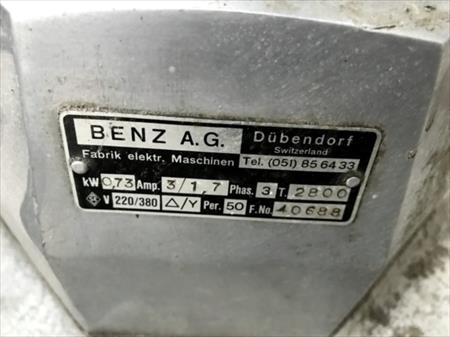 BENZ A.G. Dübendorf
Switzerland
Fabrik elektr. Maschinen Tel. (051) 85 64 33
kW 0,73 Amp. 3/1,7 Phas. 3 T. 2800
V 220/380 △/Y Per. 50 F.No. 40688